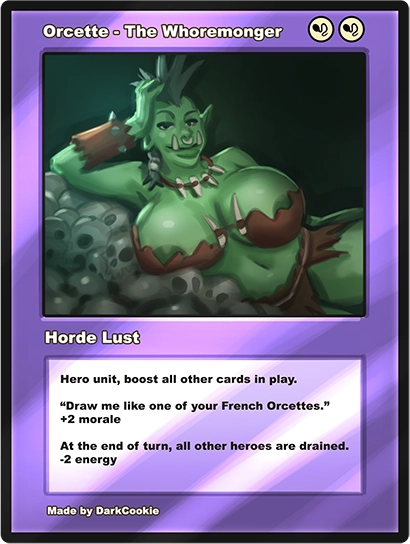 Orcette - The Whoremonger
Horde Lust
Hero unit, boost all other cards in play.
“Draw me like one of your French Orcettes.”
+2 morale
At the end of turn, all other heroes are drained.
-2 energy
Made by DarkCookie